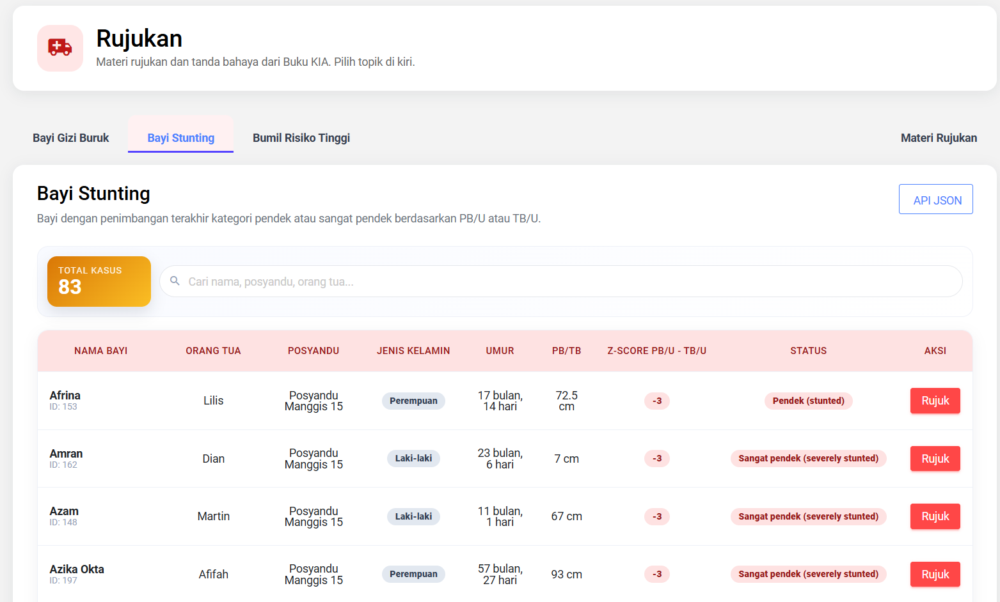 Rujukan
Materi rujukan dan tanda bahaya dari Buku KIA. Pilih topik di kiri.
Bayi Gizi Buruk
Bayi Stunting
Bumil Risiko Tinggi
Materi Rujukan
Bayi Stunting
API JSON
Bayi dengan penimbangan terakhir kategori pendek atau sangat pendek berdasarkan PB/U atau TB/U.
TOTAL KASUS
83
Cari nama, posyandu, orang tua...
NAMA BAYI ORANG TUA POSYANDU JENIS KELAMIN UMUR PB/TB Z-SCORE PB/U - TB/U STATUS AKSI
Afrina
ID: 153
Lilis
Posyandu
Manggis 15
Perempuan
17 bulan,
14 hari
72.5
cm
-3
Pendek (stunted)
Rujuk
Amran
ID: 162
Dian
Posyandu
Manggis 15
Laki-laki
23 bulan,
6 hari
7 cm
-3
Sangat pendek (severely stunted)
Rujuk
Azam
ID: 148
Martin
Posyandu
Manggis 15
Laki-laki
11 bulan,
1 hari
67 cm
-3
Sangat pendek (severely stunted)
Rujuk
Azika Okta
ID: 197
Afifah
Posyandu
Manggis 15
Perempuan
57 bulan,
27 hari
93 cm
-3
Sangat pendek (severely stunted)
Rujuk